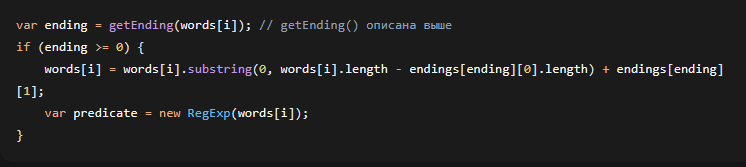 var ending = getEnding(words[i]); // getEnding() описана выше
if (ending >= 0) {
    words[i] = words[i].substring(0, words[i].length - endings[ending][0].length) + endings[ending]
[1];
    var predicate = new RegExp(words[i]);
}